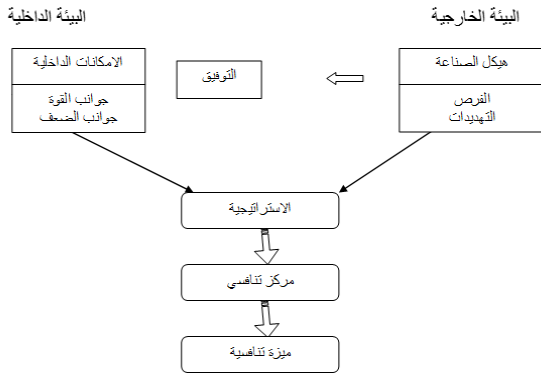 البيئة الخارجية
البيئة الداخلية
هيكل الصناعة
التوفيق
الامكانات الداخلية
الفرص
التهديدات
جوانب القوة
جوانب الضعف
الاستراتيجية
مركز تنافسي
ميزة تنافسية